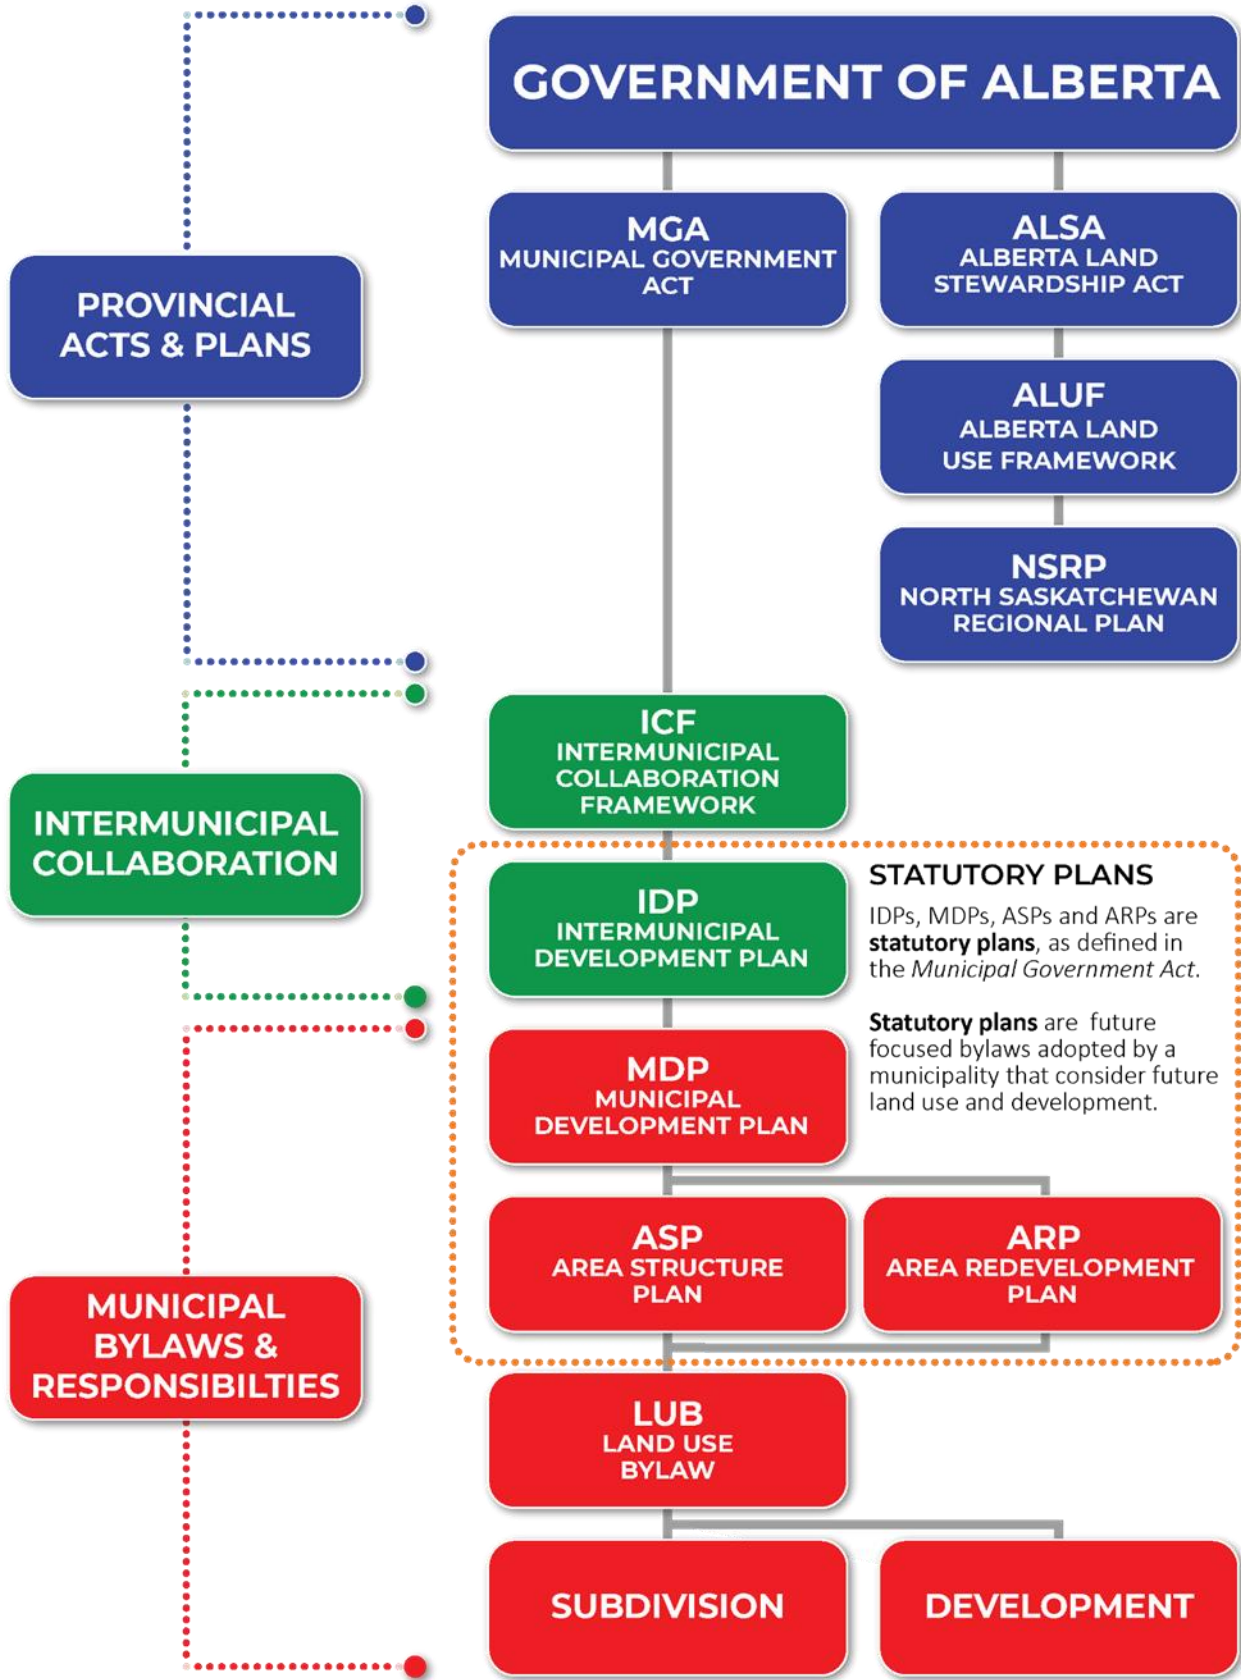 GOVERNMENT OF ALBERTA
MGA
MUNICIPAL GOVERNMENT
ACT
ALSA
ALBERTA LAND
STEWARDSHIP ACT
PROVINCIAL
ACTS & PLANS
ALUF
ALBERTA LAND
USE FRAMEWORK
NSRP
NORTH SASKATCHEWAN
REGIONAL PLAN
ICF
INTERMUNICIPAL
COLLABORATION
FRAMEWORK
INTERMUNICIPAL
COLLABORATION
IDP
INTERMUNICIPAL
DEVELOPMENT PLAN
STATUTORY PLANS
IDPs, MDPs, ASPs and ARPs are
statutory plans, as defined in
the Municipal Government Act.
Statutory plans are future
focused bylaws adopted by a
municipality that consider future
land use and development.
MDP
MUNICIPAL
DEVELOPMENT PLAN
ASP
AREA STRUCTURE
PLAN
ARP
AREA REDEVELOPMENT
PLAN
MUNICIPAL
BYLAWS &
RESPONSIBILTIES
LUB
LAND USE
BYLAW
SUBDIVISION
DEVELOPMENT